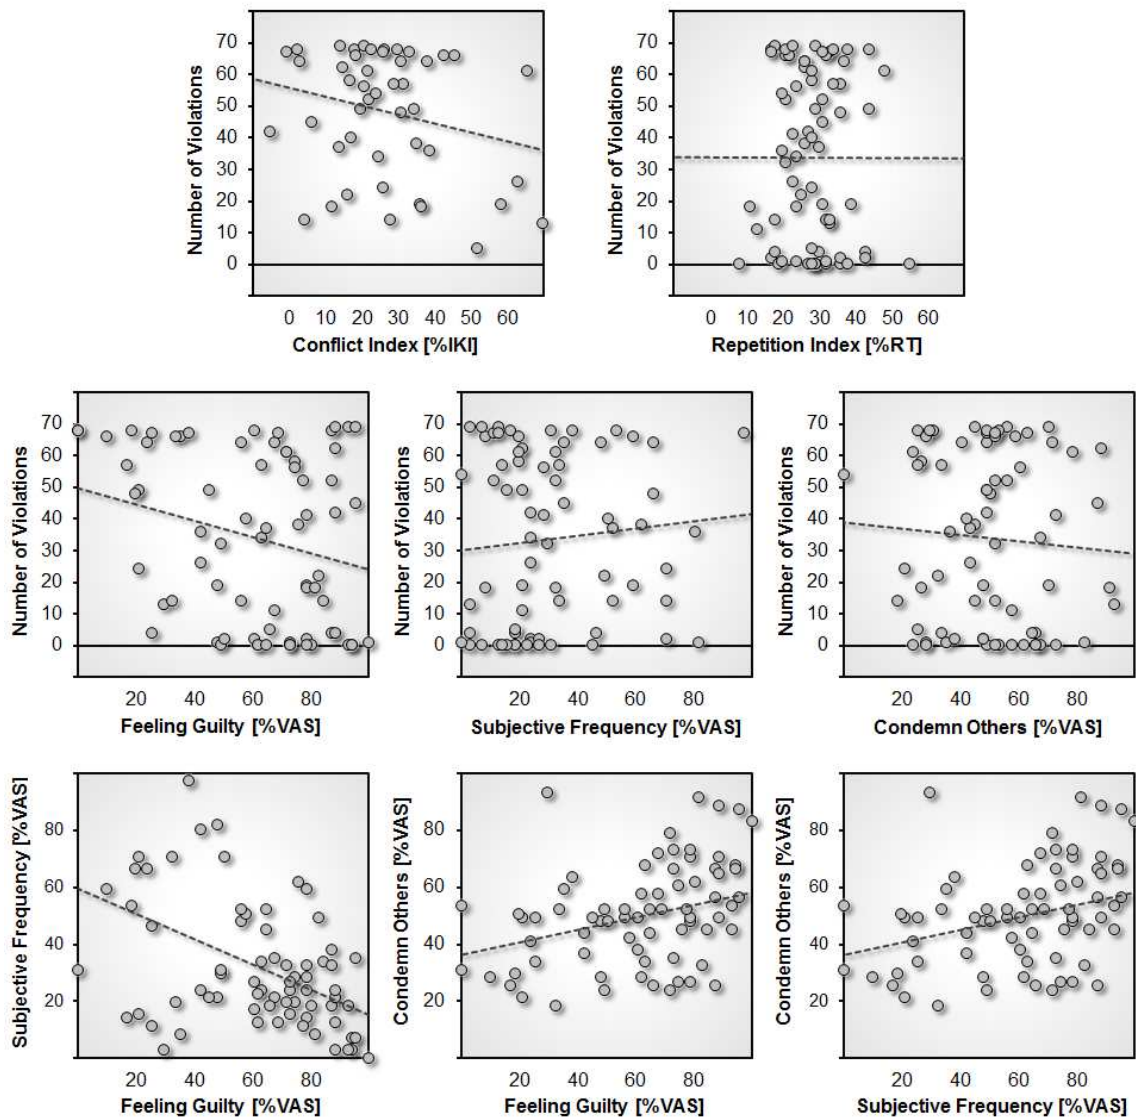 Number of Violations
70
60
50
40
30
20
10
0
0 10 20 30 40 50 60
Conflict Index [%IKI]
Number of Violations
70
60
50
40
30
20
10
0
0 10 20 30 40 50 60
Repetition Index [%RT]
Number of Violations
70
60
50
40
30
20
10
0
20 40 60 80
Feeling Guilty [%VAS]
Number of Violations
70
60
50
40
30
20
10
0
20 40 60 80
Subjective Frequency [%VAS]
Number of Violations
70
60
50
40
30
20
10
0
20 40 60 80
Condemn Others [%VAS]
Subjective Frequency [%VAS]
80
60
40
20
20 40 60 80
Feeling Guilty [%VAS]
Condemn Others [%VAS]
80
60
40
20
20 40 60 80
Feeling Guilty [%VAS]
Condemn Others [%VAS]
80
60
40
20
20 40 60 80
Subjective Frequency [%VAS]